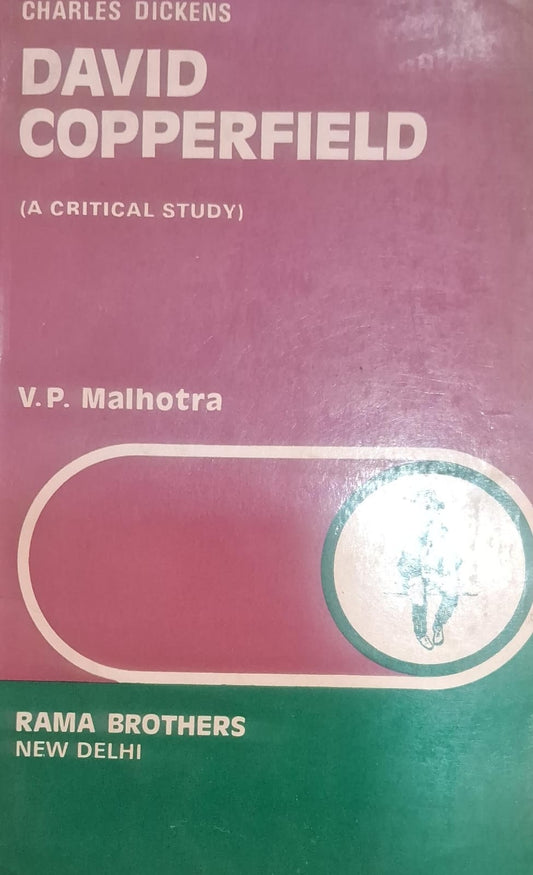 CHARLES DICKENS
DAVID
COPPERFIELD
(A CRITICAL STUDY)
V.P. Malhotra
RAMA BROTHERS
NEW DELHI